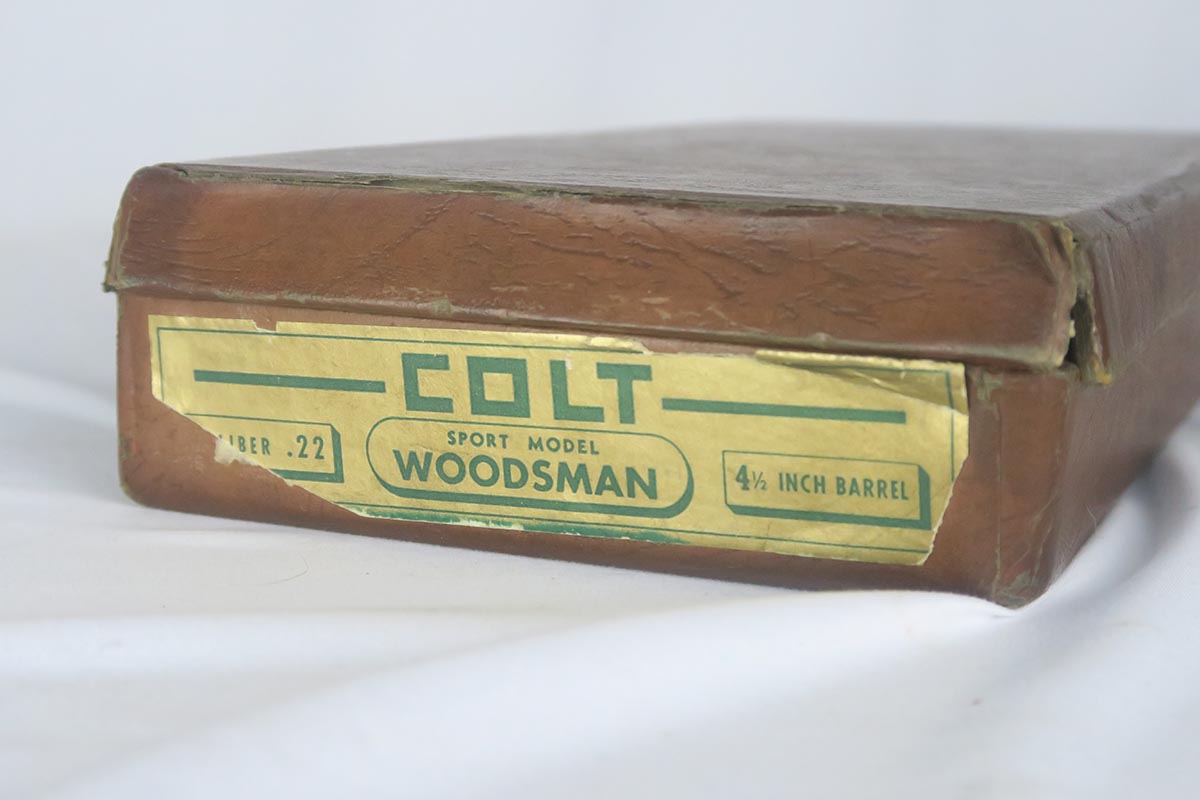 COLT
LIBER .22
SPORT MODEL
WOODSMAN
4½ INCH BARREL